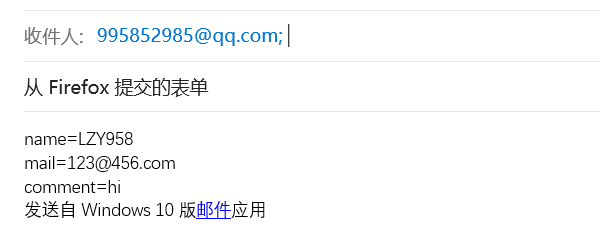 收件人: 995852985@qq.com;
从 Firefox 提交的表单
name=LZY958
mail=123@456.com
comment=hi
发送自 Windows 10 版邮件应用